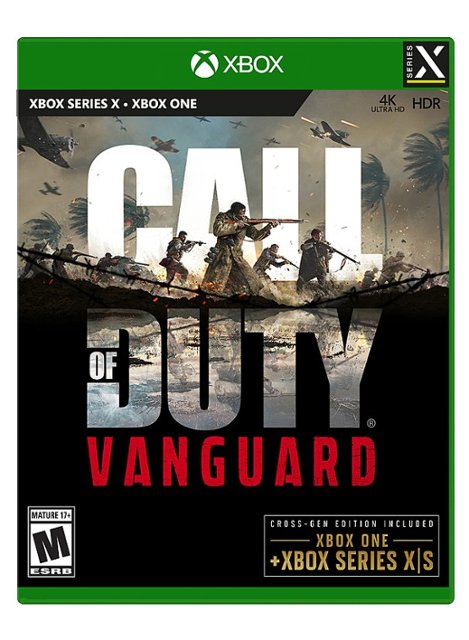 XBOX
SERIES X
XBOX SERIES X • XBOX ONE
4K
ULTRA HD
HDR
CALL
OF DUTY®
VANGUARD
MATURE 17+
M
ESRB
CROSS-GEN EDITION INCLUDED
XBOX ONE
+XBOX SERIES X|S